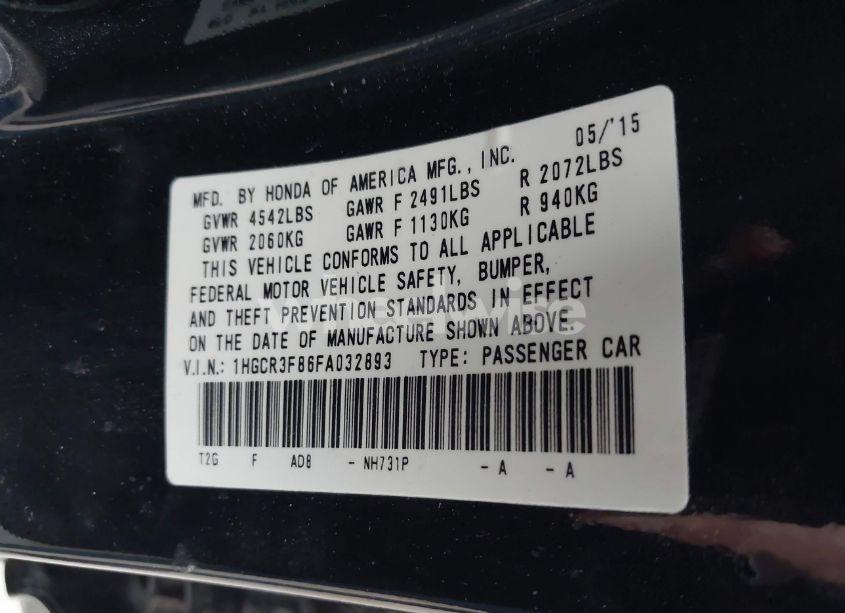 MFD. BY HONDA OF AMERICA MFG., INC. 05/'15
GVWR 4542LBS GAWR F 2491LBS R 2072LBS
GVWR 2060KG GAWR F 1130KG R 940KG
THIS VEHICLE CONFORMS TO ALL APPLICABLE
FEDERAL MOTOR VEHICLE SAFETY, BUMPER,
AND THEFT PREVENTION STANDARDS IN EFFECT
ON THE DATE OF MANUFACTURE SHOWN ABOVE.
V.I.N.: 1HGCR3F86FA032893 TYPE: PASSENGER CAR
T2G F AD8 - NH731P - A - A